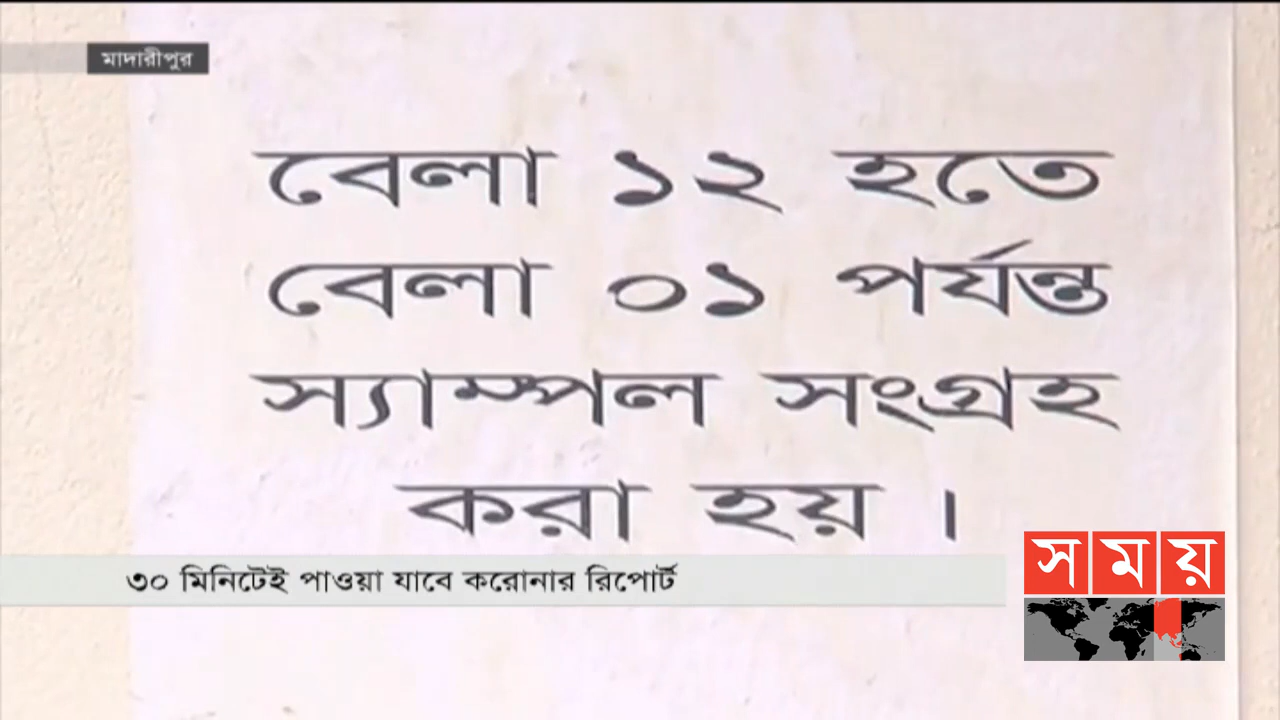 মাদারীপুর
বেলা ১২ হতে
বেলা ০১ পর্যন্ত
স্যাম্পল সংগ্রহ
করা হয় ।
৩০ মিনিটেই পাওয়া যাবে করোনার রিপোর্ট
সময়